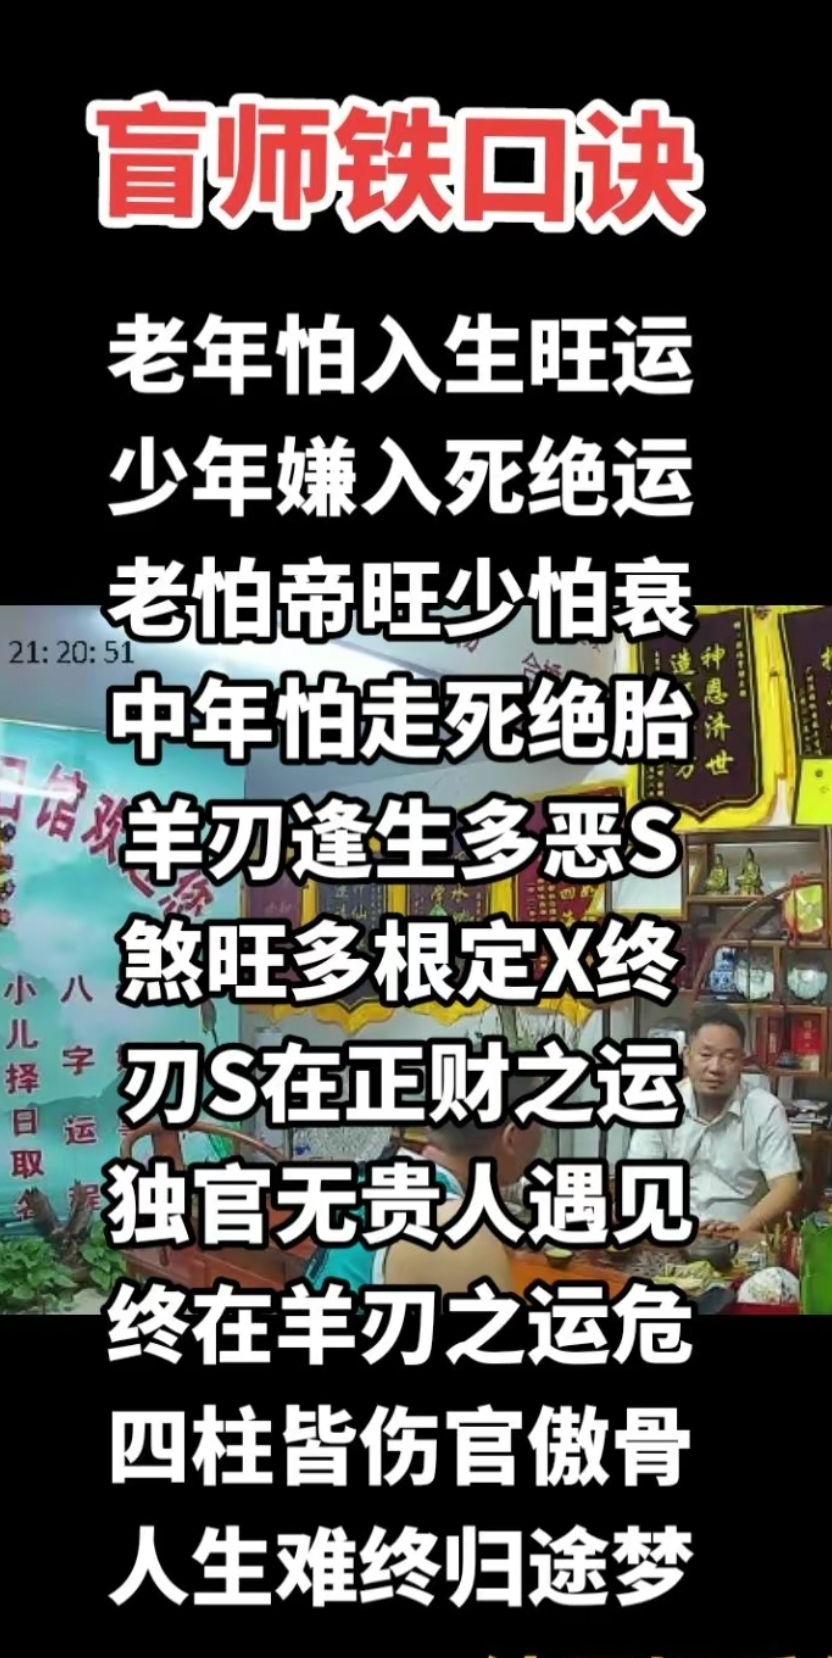 盲师铁口诀
老年怕入生旺运
少年嫌入死绝运
老怕帝旺少怕衰
21:20:51
神恩济世
中年怕走死绝胎
羊刃逢生多恶S
煞旺多根定X终
刃S在正财之运
八字运程
小儿择日取名
独官无贵人遇见
终在羊刃之运危
四柱皆伤官傲骨
人生难终归途梦